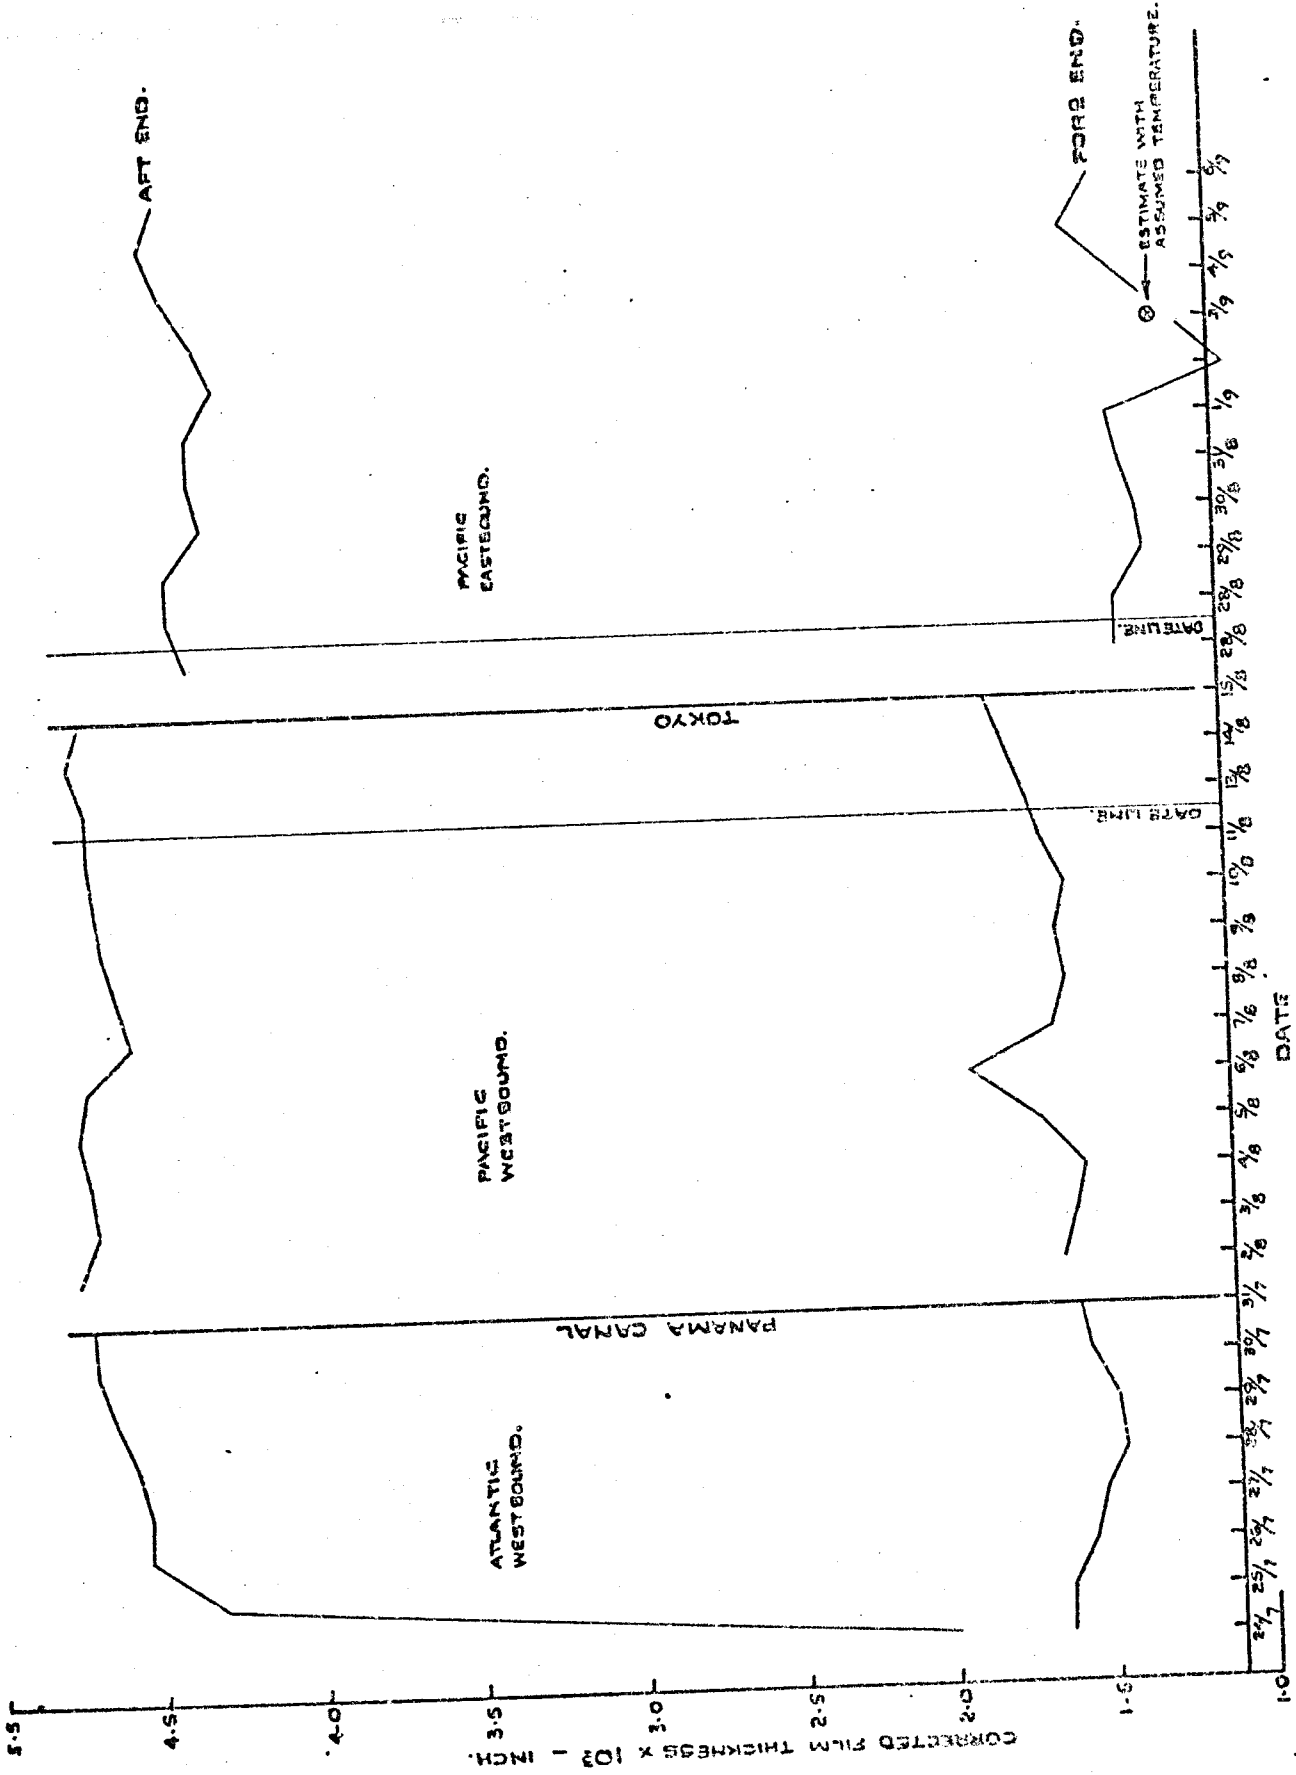 AFT END.
FORE END.
ESTIMATE WITH
ASSUMED TEMPERATURE.
PACIFIC
EASTBOUND.
DATE LINE.
TOKYO
DATE LINE.
PACIFIC
WESTBOUND.
PANAMA CANAL
ATLANTIC
WESTBOUND.
CORRECTED FILM THICKNESS x 10³ - INCH.
5.5
4.5
4.0
3.5
3.0
2.5
2.0
1.5
1.0
24/7
25/7
26/7
27/7
28/7
29/7
30/7
31/7
2/8
3/8
4/8
5/8
6/8
7/8
8/8
9/8
11/8
13/8
14/8
15/8
28/8
28/8
29/8
30/8
31/8
1/9
3/9
4/9
5/9
6/9
DATE